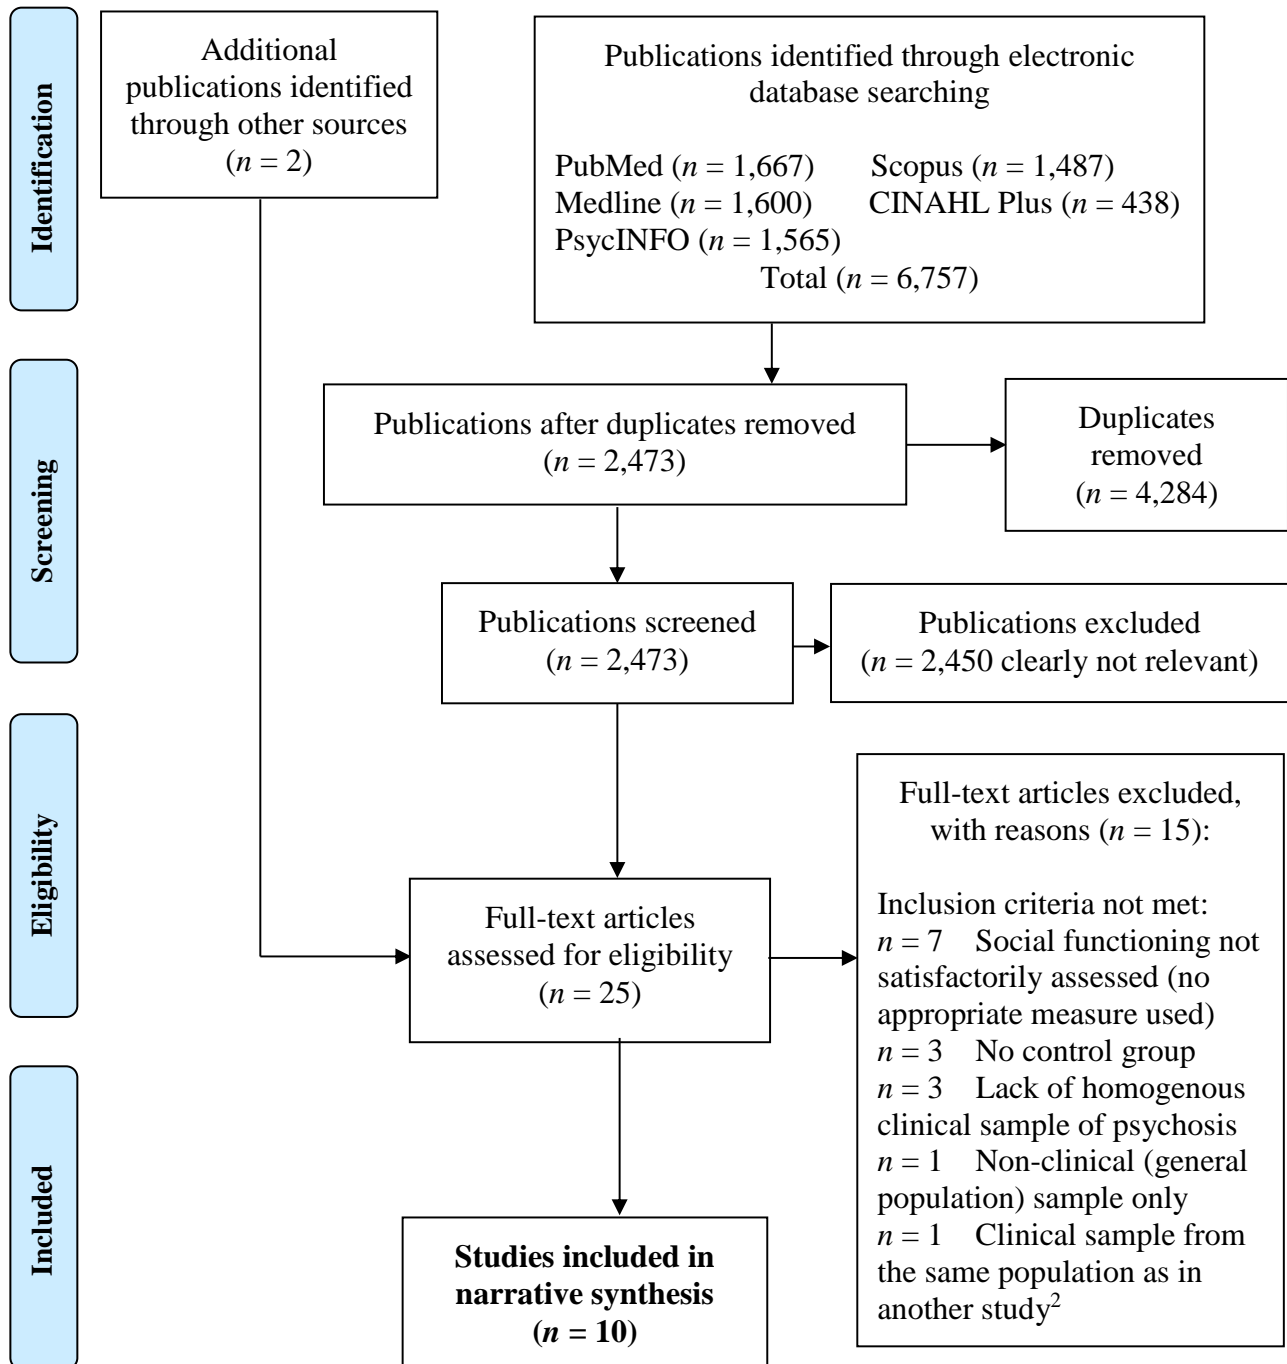 Identification
Additional
publications identified
through other sources
(n = 2)
Publications identified through electronic
database searching
PubMed (n = 1,667) Scopus (n = 1,487)
Medline (n = 1,600) CINAHL Plus (n = 438)
PsycINFO (n = 1,565)
Total (n = 6,757)
Screening
Publications after duplicates removed
(n = 2,473)
Duplicates
removed
(n = 4,284)
Publications screened
(n = 2,473)
Publications excluded
(n = 2,450 clearly not relevant)
Eligibility
Full-text articles
assessed for eligibility
(n = 25)
Full-text articles excluded,
with reasons (n = 15):
Inclusion criteria not met:
n = 7 Social functioning not
satisfactorily assessed (no
appropriate measure used)
n = 3 No control group
n = 3 Lack of homogenous
clinical sample of psychosis
n = 1 Non-clinical (general
population) sample only
n = 1 Clinical sample from
the same population as in
another study²
Included
Studies included in
narrative synthesis
(n = 10)